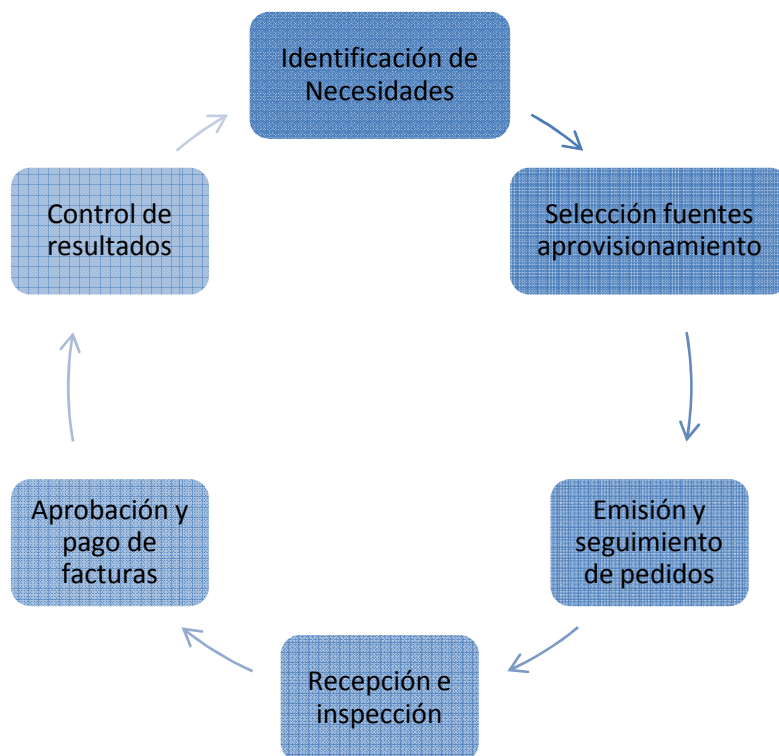 Identificación de
Necesidades
Selección fuentes
aprovisionamiento
Emisión y
seguimiento
de pedidos
Recepción e
inspección
Aprobación y
pago de
facturas
Control de
resultados